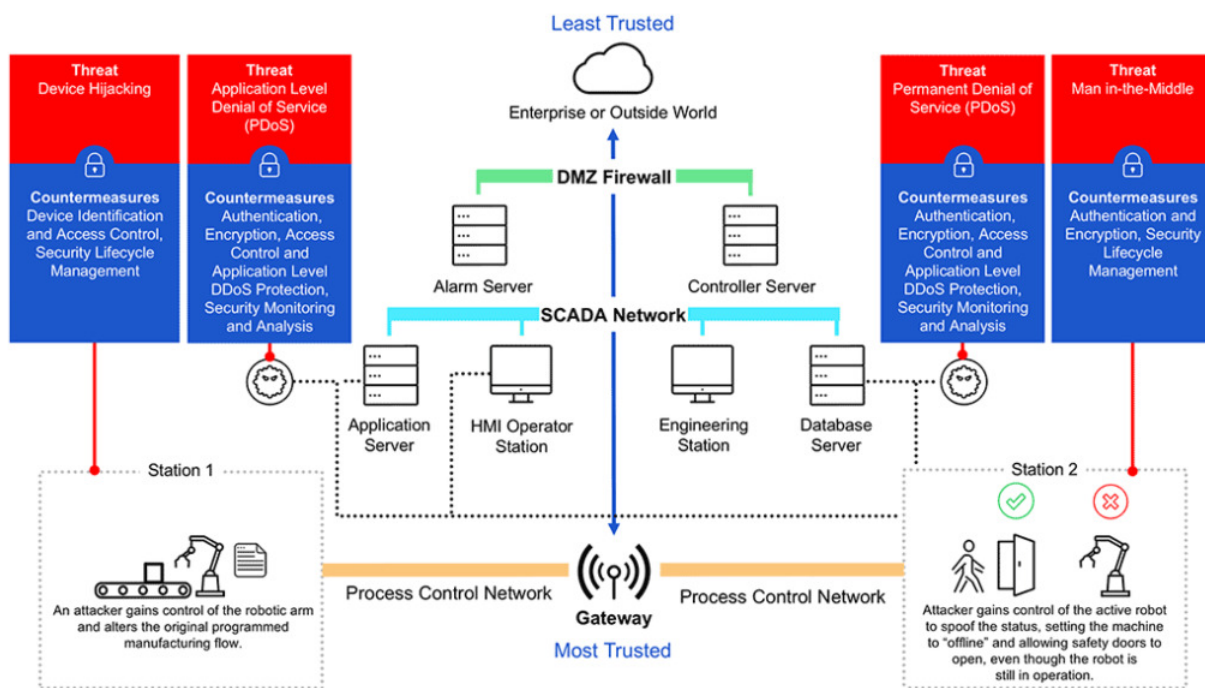 Least Trusted
Enterprise or Outside World
Threat
Device Hijacking
Countermeasures
Device Identification
and Access Control,
Security Lifecycle
Management
Threat
Application Level
Denial of Service
(PDoS)
Countermeasures
Authentication,
Encryption, Access
Control and
Application Level
DDoS Protection,
Security Monitoring
and Analysis
DMZ Firewall
Alarm Server
Controller Server
SCADA Network
Application
Server
HMI Operator
Station
Engineering
Station
Database
Server
Threat
Permanent Denial of
Service (PDoS)
Countermeasures
Authentication,
Encryption, Access
Control and
Application Level
DDoS Protection,
Security Monitoring
and Analysis
Threat
Man in-the-Middle
Countermeasures
Authentication and
Encryption, Security
Lifecycle
Management
Station 1
An attacker gains control of the robotic arm
and alters the original programmed
manufacturing flow.
Process Control Network
Gateway
Process Control Network
Most Trusted
Station 2
Attacker gains control of the active robot
to spoof the status, setting the machine
to “offline” and allowing safety doors to
open, even though the robot is
still in operation.